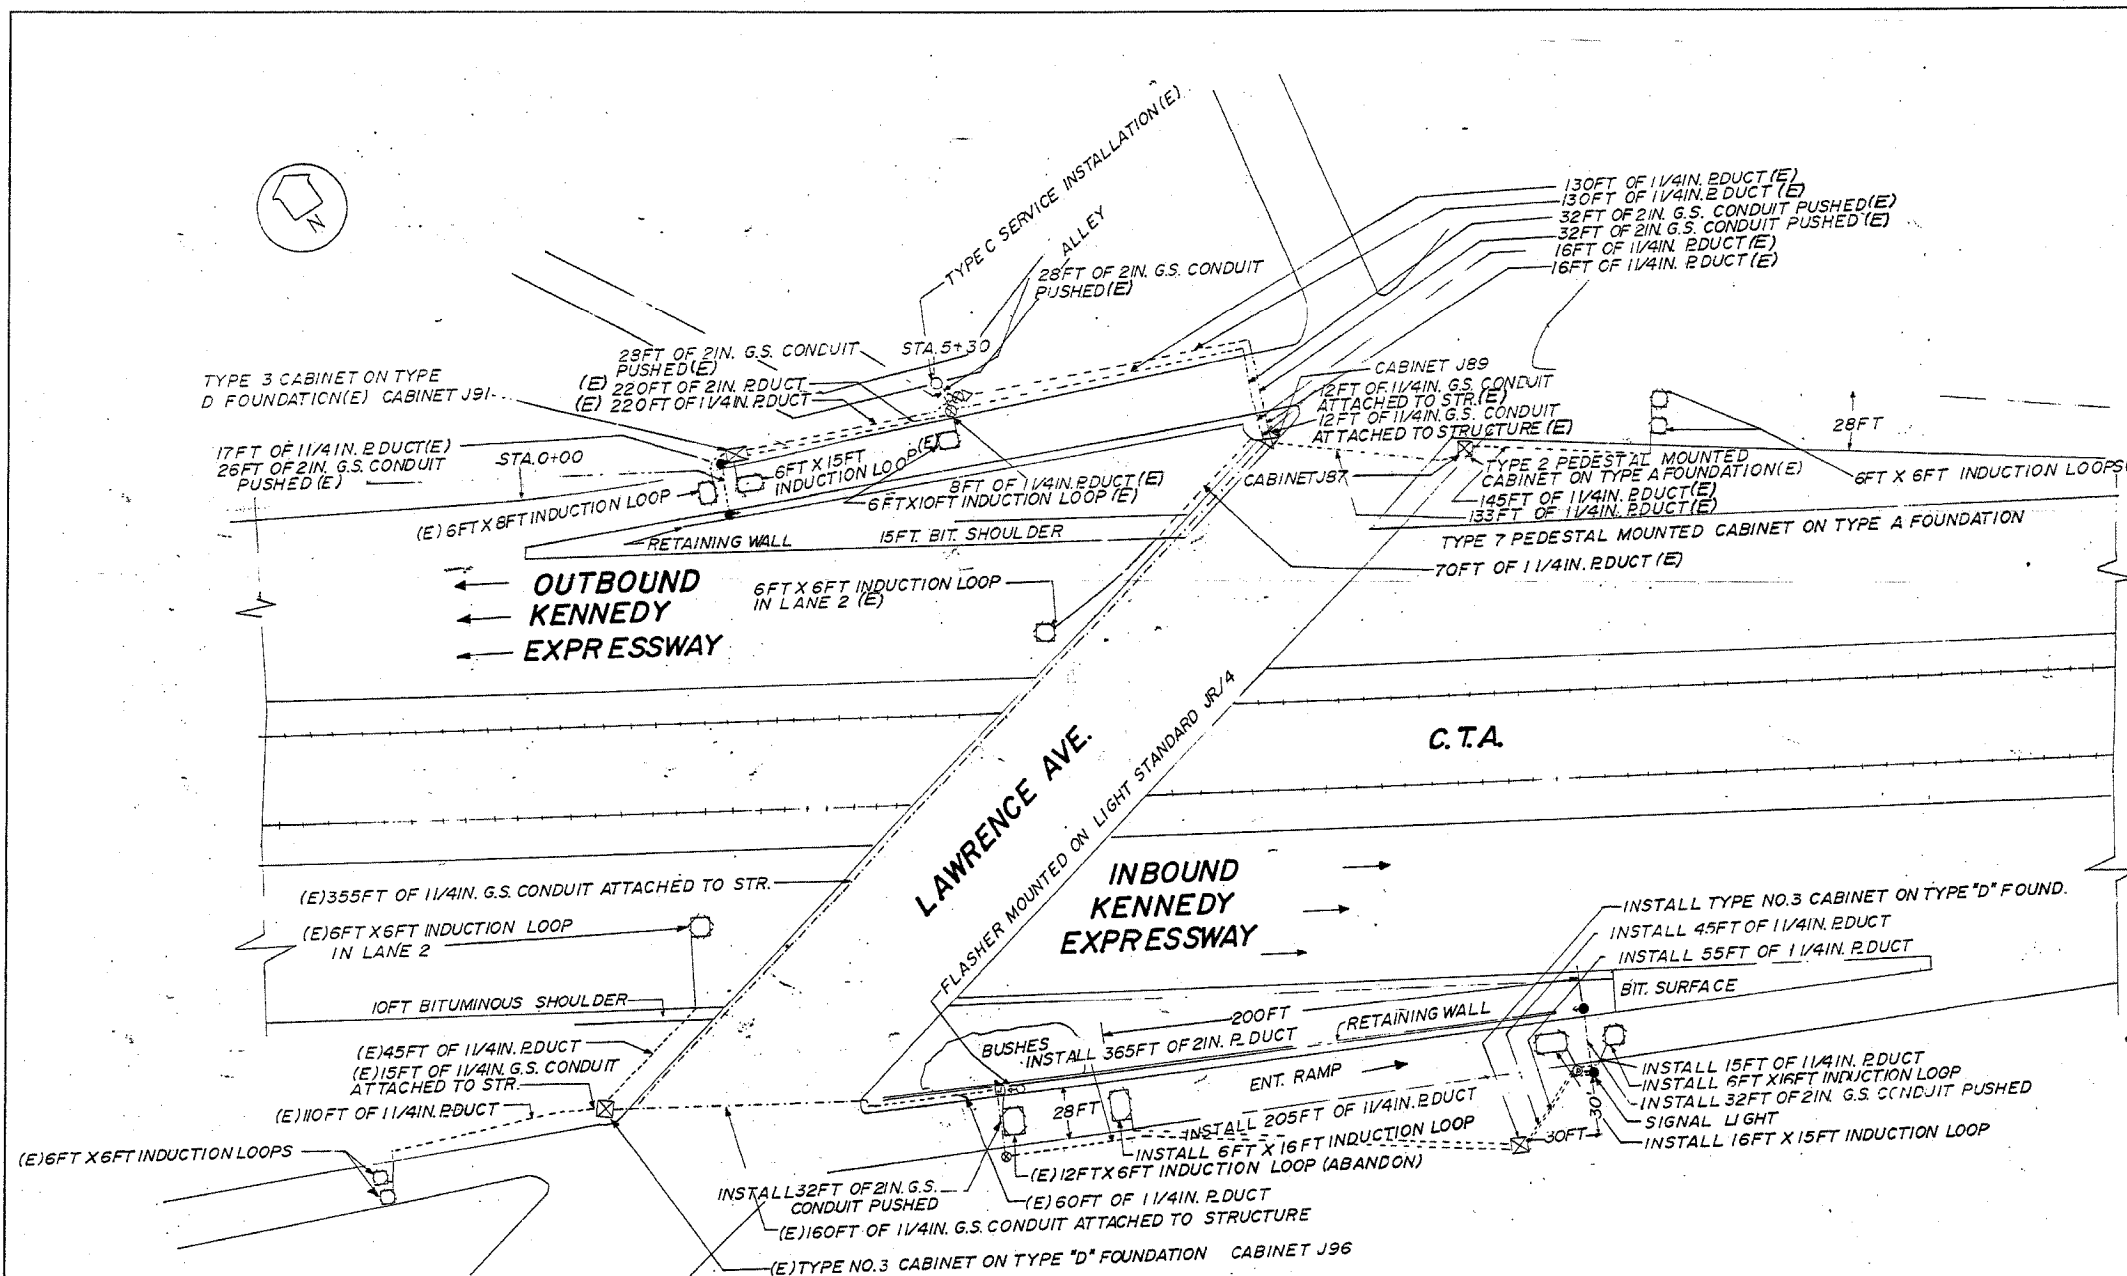 N
TYPE C SERVICE INSTALLATION (E)
ALLEY
28FT OF 2IN. G.S. CONDUIT
PUSHED (E)
130FT OF 1 1/4IN. P.DUCT (E)
130FT OF 1 1/4IN. P.DUCT (E)
32FT OF 2IN. G.S. CONDUIT PUSHED (E)
32FT OF 2IN. G.S. CONDUIT PUSHED (E)
16FT OF 1 1/4IN. P.DUCT (E)
16FT OF 1 1/4IN. P.DUCT (E)
28FT OF 2IN. G.S. CONDUIT
PUSHED (E)
(E) 220FT OF 2IN. P.DUCT
(E) 220FT OF 1 1/4IN. P.DUCT
STA. 5+30
TYPE 3 CABINET ON TYPE
D FOUNDATION (E) CABINET J91
17FT OF 1 1/4IN. P.DUCT (E)
26FT OF 2IN. G.S. CONDUIT
PUSHED (E)
STA. 0+00
(E) 6FT X 8FT INDUCTION LOOP
6FT X 15FT
INDUCTION LOOP (E)
8FT OF 1 1/4IN. P.DUCT (E)
6FT X 10FT INDUCTION LOOP (E)
RETAINING WALL
15FT. BIT. SHOULDER
CABINET J89
12FT OF 1 1/4IN. G.S. CONDUIT
ATTACHED TO STR. (E)
12FT OF 1 1/4IN. G.S. CONDUIT
ATTACHED TO STRUCTURE (E)
CABINET J87
TYPE 2 PEDESTAL MOUNTED
CABINET ON TYPE A FOUNDATION (E)
145FT OF 1 1/4IN. P.DUCT (E)
133FT OF 1 1/4IN. P.DUCT (E)
TYPE 7 PEDESTAL MOUNTED CABINET ON TYPE A FOUNDATION
70FT OF 1 1/4IN. P.DUCT (E)
28FT
6FT X 6FT INDUCTION LOOPS
OUTBOUND
KENNEDY
EXPRESSWAY
6FT X 6FT INDUCTION LOOP
IN LANE 2 (E)
LAWRENCE AVE.
FLASHER MOUNTED ON LIGHT STANDARD JR/4
C.T.A.
INBOUND
KENNEDY
EXPRESSWAY
(E) 355FT OF 1 1/4IN. G.S. CONDUIT ATTACHED TO STR.
(E) 6FT X 6FT INDUCTION LOOP
IN LANE 2
10FT BITUMINOUS SHOULDER
(E) 45FT OF 1 1/4IN. P.DUCT
(E) 15FT OF 1 1/4IN. G.S. CONDUIT
ATTACHED TO STR.
(E) 110FT OF 1 1/4IN. P.DUCT
(E) 6FT X 6FT INDUCTION LOOPS
INSTALL TYPE NO.3 CABINET ON TYPE "D" FOUND.
INSTALL 45FT OF 1 1/4IN. P.DUCT
INSTALL 55FT OF 1 1/4IN. P.DUCT
BIT. SURFACE
200FT
RETAINING WALL
BUSHES
INSTALL 365FT OF 2IN. P.DUCT
ENT. RAMP
28FT
INSTALL 205FT OF 1 1/4IN. P.DUCT
INSTALL 6FT X 16FT INDUCTION LOOP
(E) 12FT X 6FT INDUCTION LOOP (ABANDON)
30FT
30
INSTALL 15FT OF 1 1/4IN. P.DUCT
INSTALL 6FT X 16FT INDUCTION LOOP
INSTALL 32FT OF 2IN. G.S. CONDUIT PUSHED
SIGNAL LIGHT
INSTALL 16FT X 15FT INDUCTION LOOP
INSTALL 32FT OF 2IN. G.S.
CONDUIT PUSHED
(E) 60FT OF 1 1/4IN. P.DUCT
(E) 160FT OF 1 1/4IN. G.S. CONDUIT ATTACHED TO STRUCTURE
(E) TYPE NO.3 CABINET ON TYPE "D" FOUNDATION CABINET J96